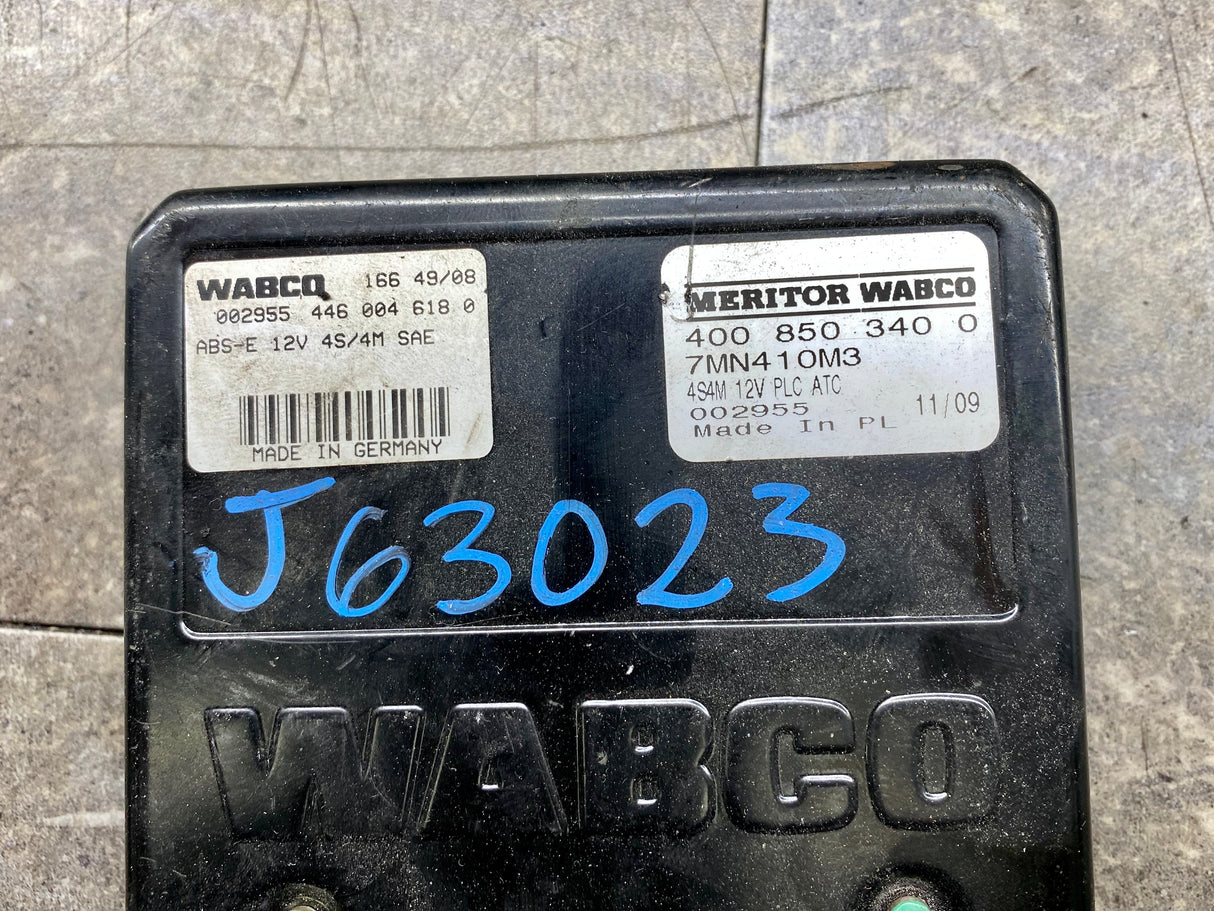 WABCO 166 49/08
002955 446 004 618 0
ABS-E 12V 4S/4M SAE
MADE IN GERMANY
MERITOR WABCO
400 850 340 0
7MN410M3
4S4M 12V PLC ATC
002955 11/09
Made In PL
J63023
WABCO